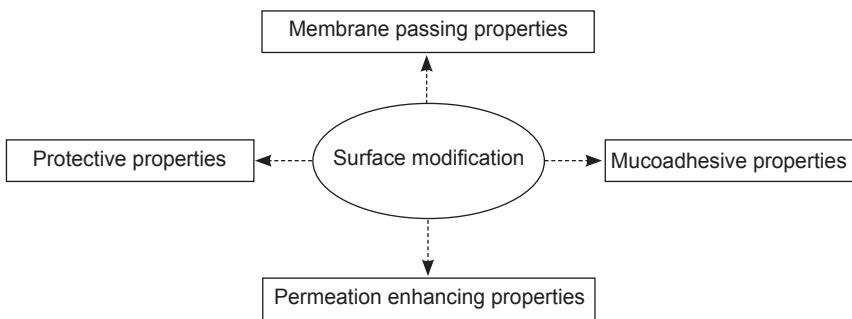 Membrane passing properties
Protective properties
Surface modification
Mucoadhesive properties
Permeation enhancing properties